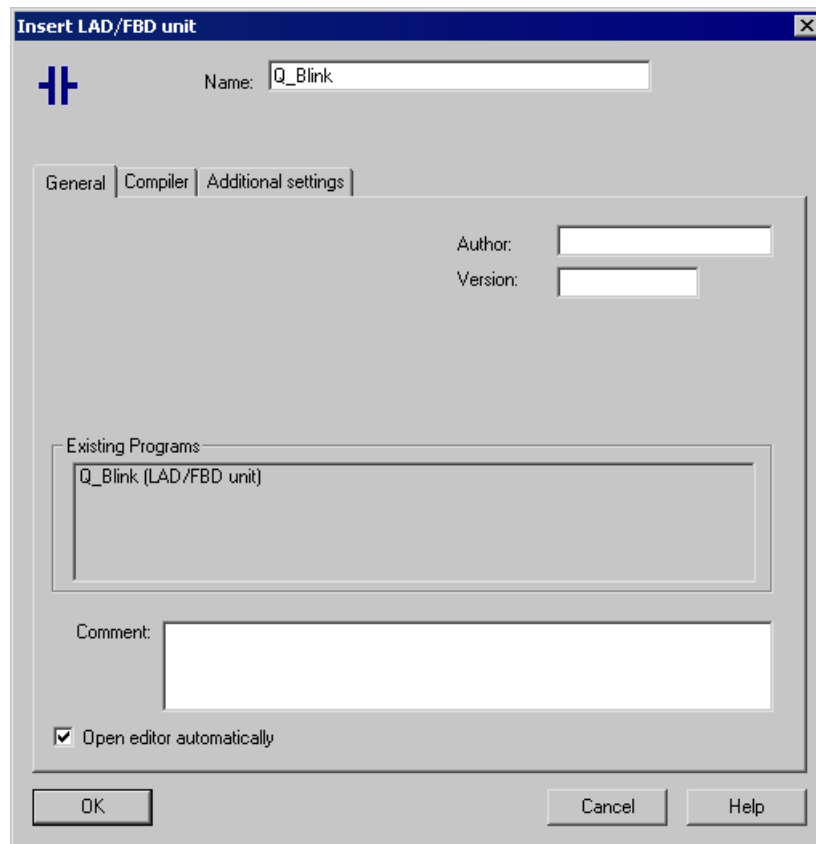 Insert LAD/FBD unit
Name: Q_Blink
General Compiler Additional settings
Author:
Version:
Existing Programs
Q_Blink (LAD/FBD unit)
Comment:
Open editor automatically
OK Cancel Help